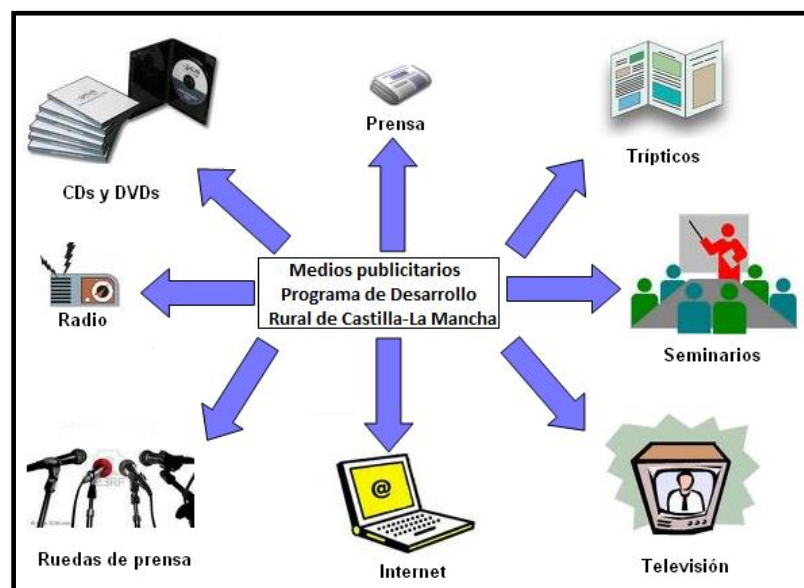 Prensa
Trípticos
CDs y DVDs
Medios publicitarios
Programa de Desarrollo
Rural de Castilla-La Mancha
Radio
Seminarios
@
Ruedas de prensa
Internet
Televisión